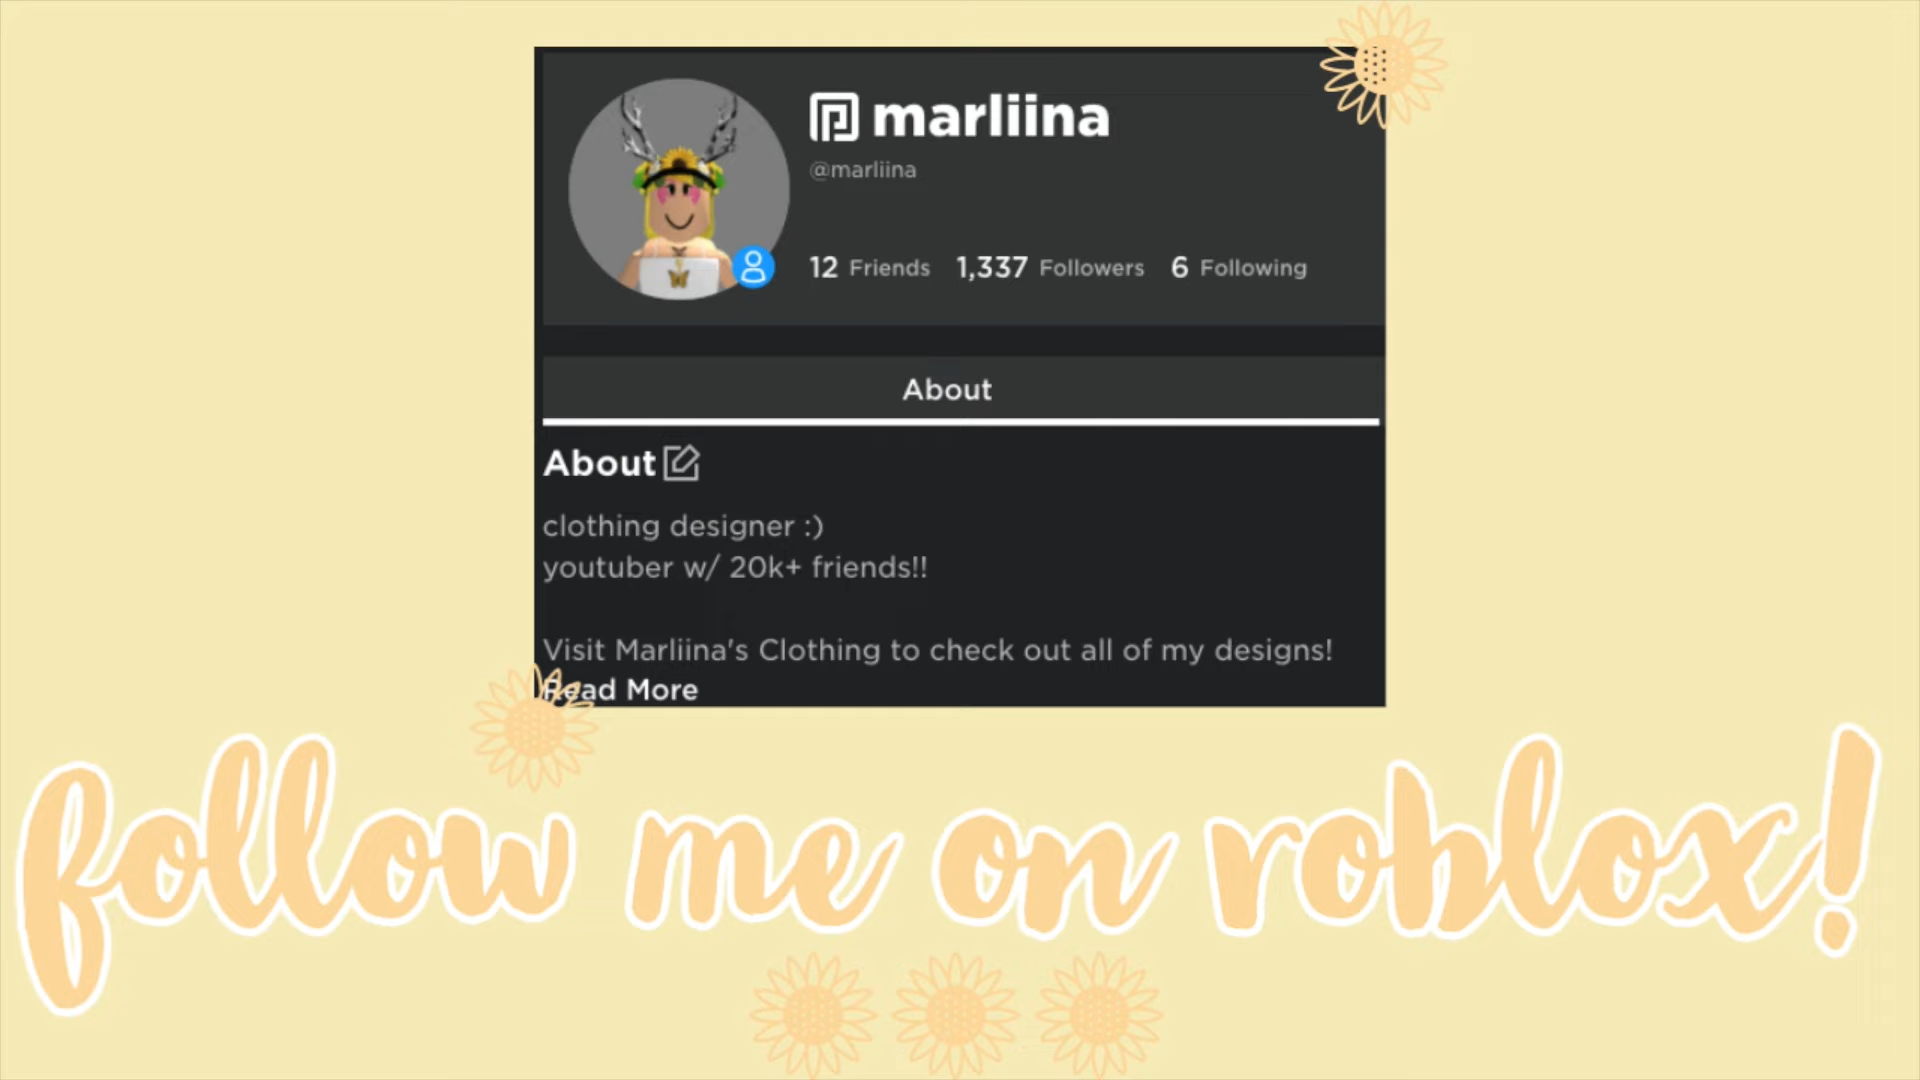 marliina
@marliina
12 Friends 1,337 Followers 6 Following
About
About
clothing designer :)
youtuber w/ 20k+ friends!!
Visit Marliina's Clothing to check out all of my designs!
Read More
follow me on roblox!